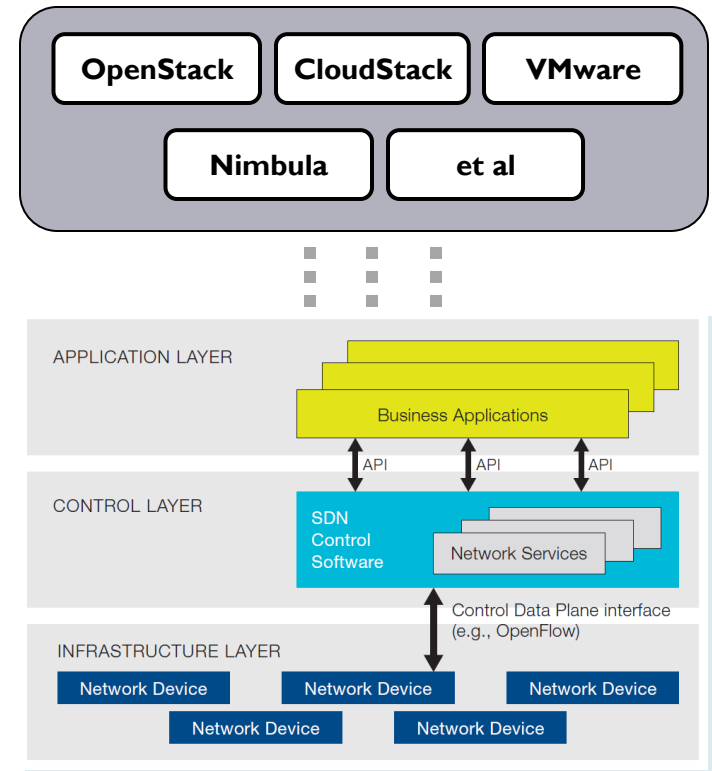 OpenStack
CloudStack
VMware
Nimbula
et al
APPLICATION LAYER
Business Applications
API
API
API
CONTROL LAYER
SDN
Control
Software
Network Services
Control Data Plane interface
(e.g., OpenFlow)
INFRASTRUCTURE LAYER
Network Device
Network Device
Network Device
Network Device
Network Device